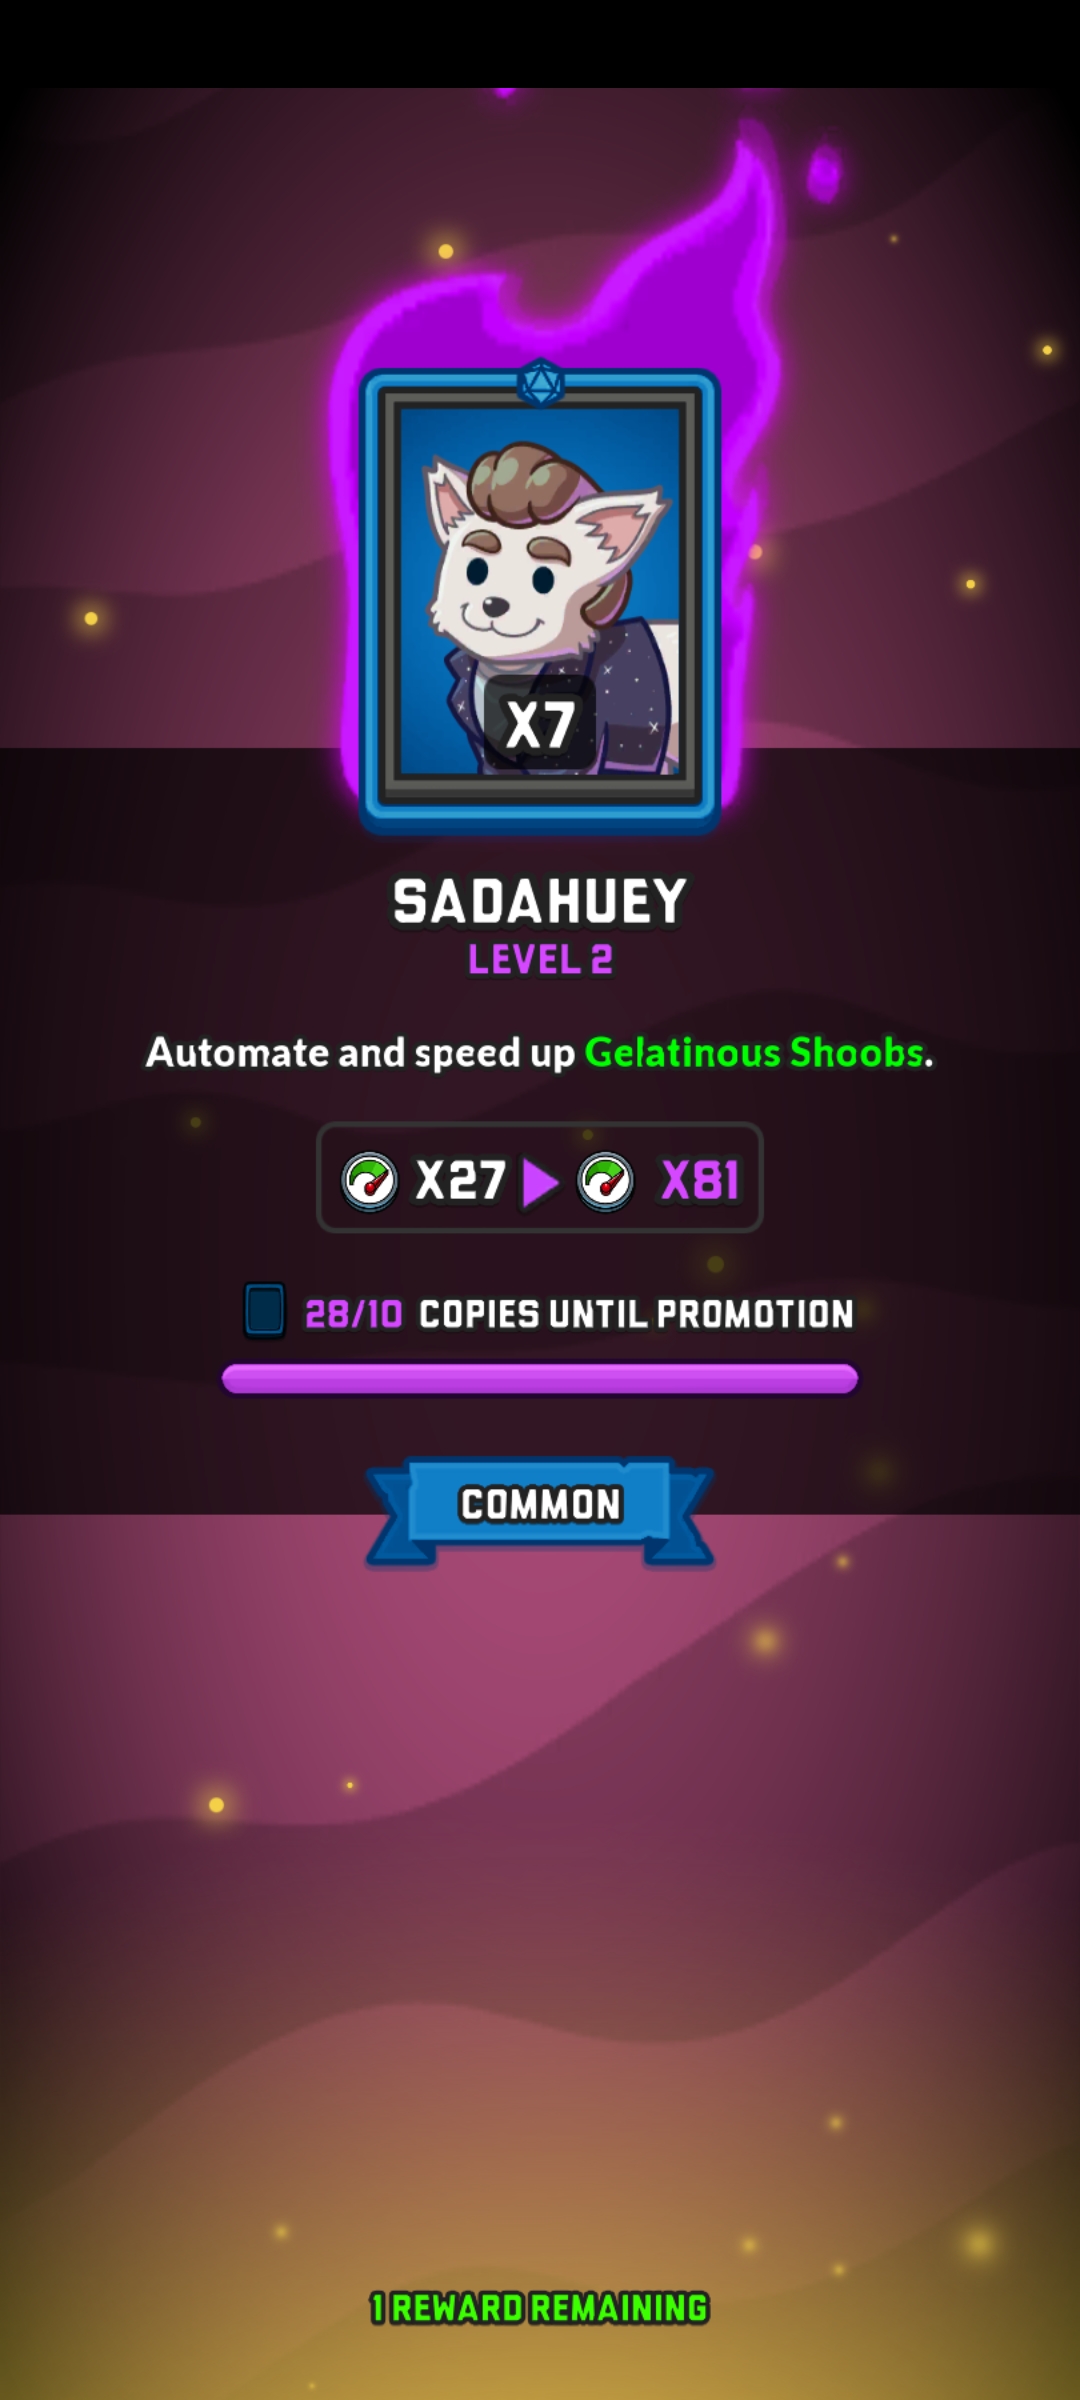 X7
SADAHUEY
LEVEL 2
Automate and speed up Gelatinous Shoobs.
X27 X81
28/10 COPIES UNTIL PROMOTION
COMMON
1 REWARD REMAINING